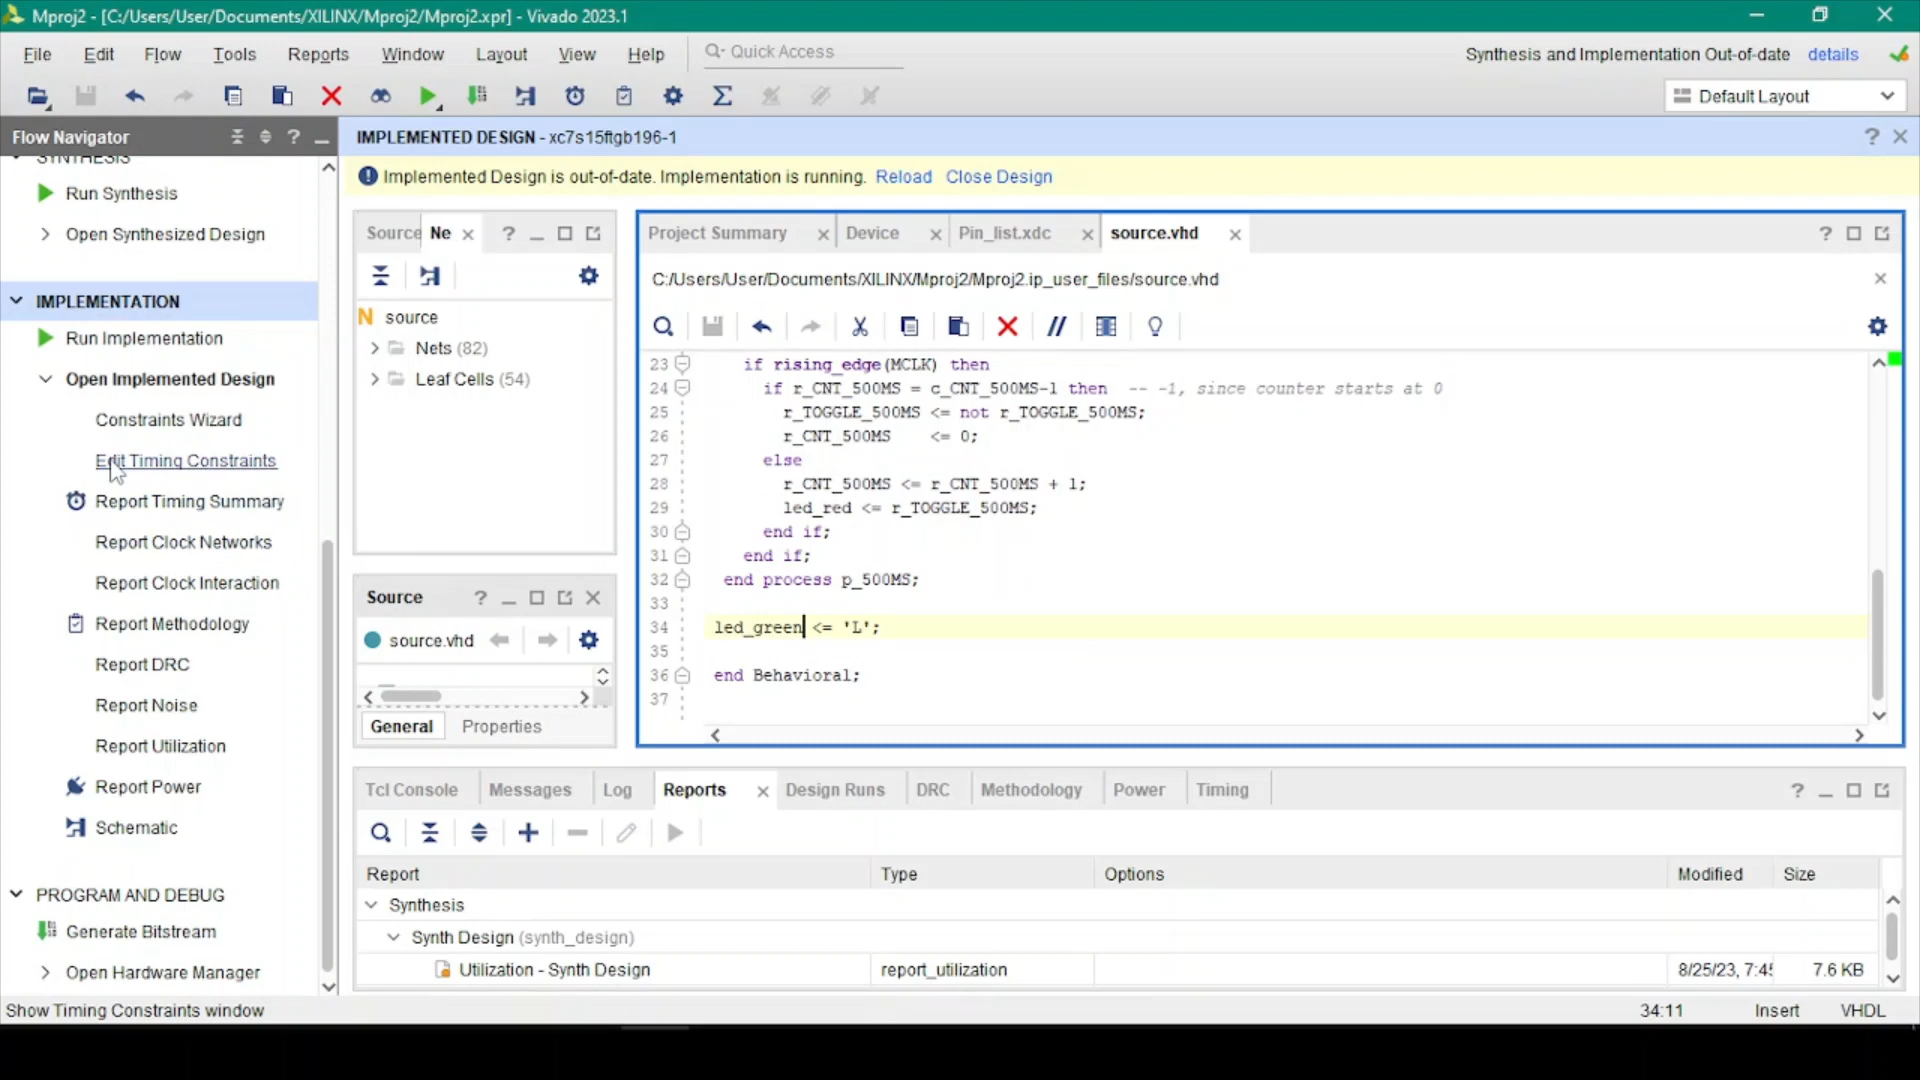 Mproj2 - [C:/Users/User/Documents/XILINX/Mproj2/Mproj2.xpr] - Vivado 2023.1
File Edit Flow Tools Reports Window Layout View Help Quick Access
Synthesis and Implementation Out-of-date details
Default Layout
Flow Navigator
IMPLEMENTED DESIGN - xc7s15ftgb196-1
SYNTHESIS
Run Synthesis
Open Synthesized Design
IMPLEMENTATION
Run Implementation
Open Implemented Design
Constraints Wizard
Edit Timing Constraints
Report Timing Summary
Report Clock Networks
Report Clock Interaction
Report Methodology
Report DRC
Report Noise
Report Utilization
Report Power
Schematic
PROGRAM AND DEBUG
Generate Bitstream
Open Hardware Manager
Implemented Design is out-of-date. Implementation is running. Reload Close Design
Source Ne
N source
Nets (82)
Leaf Cells (54)
Source
source.vhd
General Properties
Project Summary Device Pin_list.xdc source.vhd
C:/Users/User/Documents/XILINX/Mproj2/Mproj2.ip_user_files/source.vhd
23 if rising_edge(MCLK) then
24 if r_CNT_500MS = c_CNT_500MS-1 then -- -1, since counter starts at 0
25 r_TOGGLE_500MS <= not r_TOGGLE_500MS;
26 r_CNT_500MS <= 0;
27 else
28 r_CNT_500MS <= r_CNT_500MS + 1;
29 led_red <= r_TOGGLE_500MS;
30 end if;
31 end if;
32 end process p_500MS;
33
34 led_green <= 'L';
35
36 end Behavioral;
37
Tcl Console Messages Log Reports Design Runs DRC Methodology Power Timing
Report Type Options Modified Size
Synthesis
Synth Design (synth_design)
Utilization - Synth Design report_utilization 8/25/23, 7:45 7.6 KB
Show Timing Constraints window 34:11 Insert VHDL